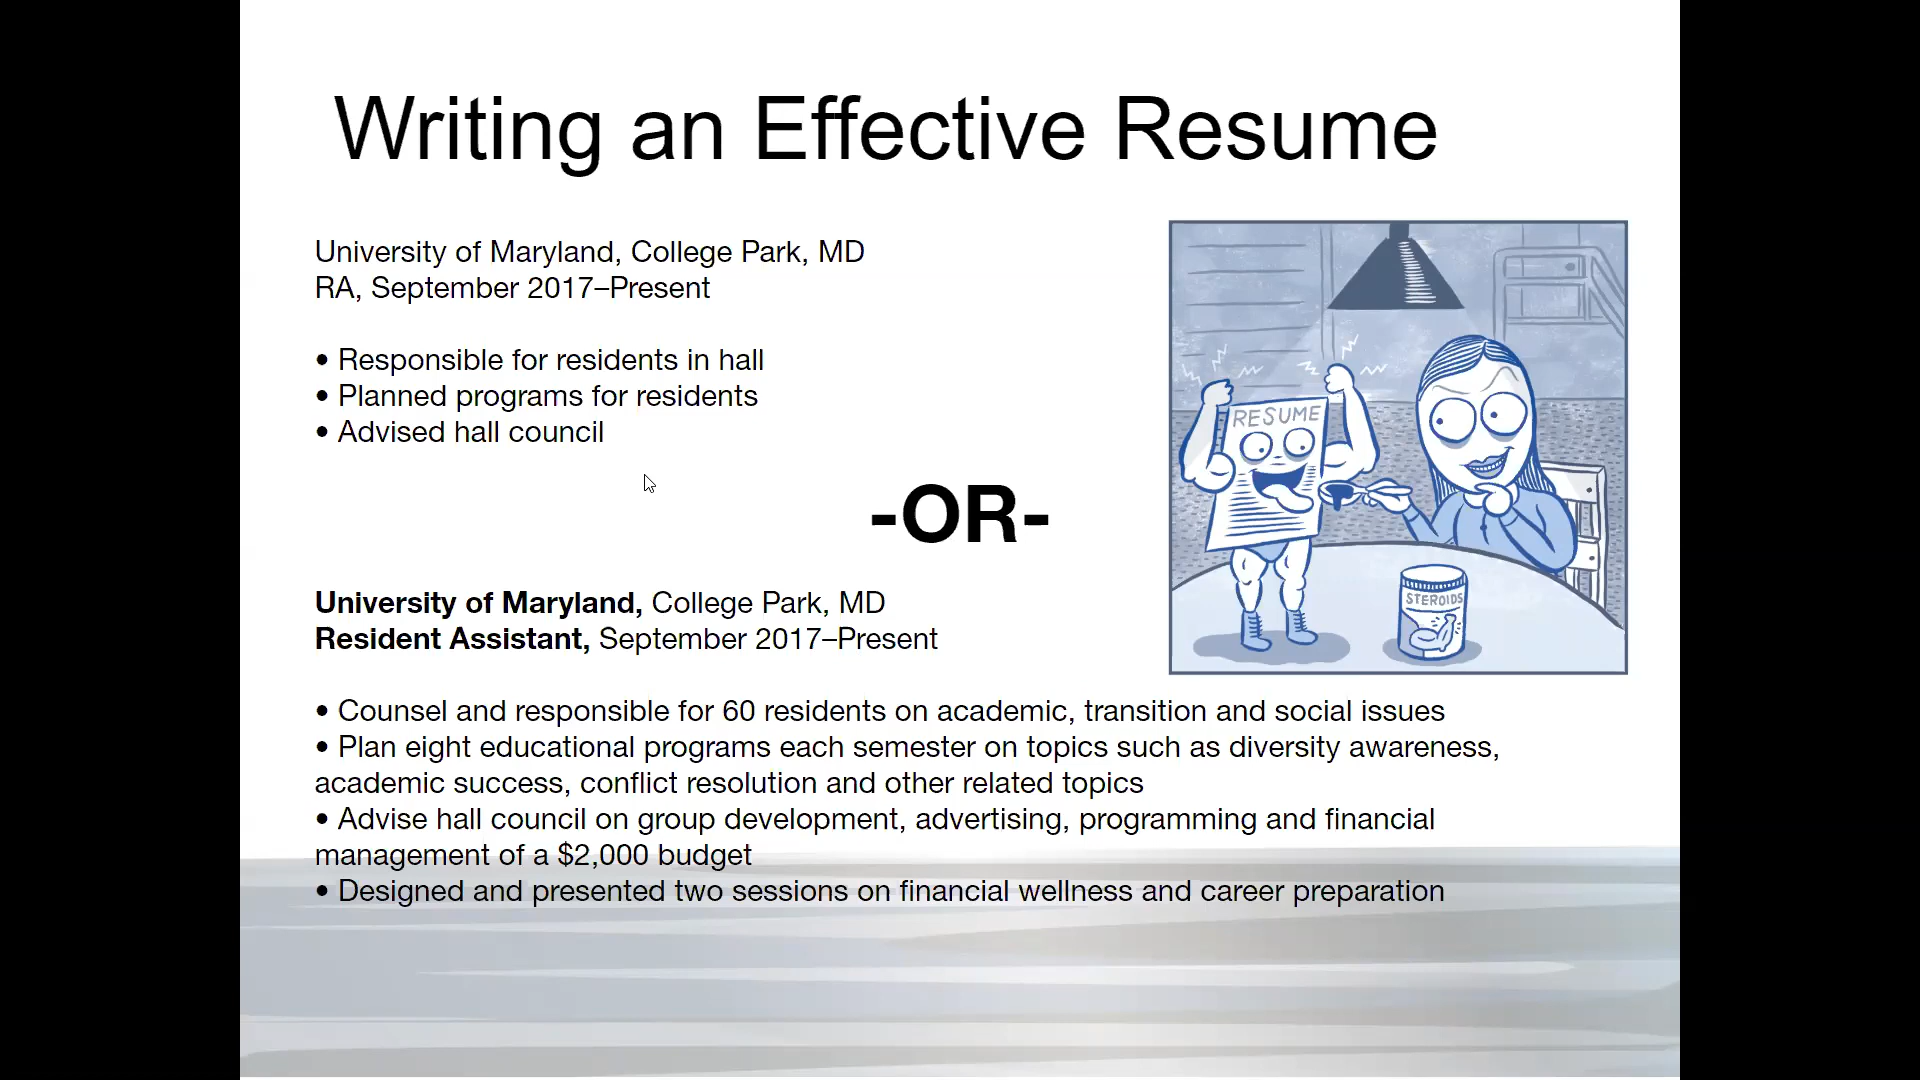 Writing an Effective Resume
University of Maryland, College Park, MD
RA, September 2017–Present
• Responsible for residents in hall
• Planned programs for residents
• Advised hall council
RESUME
-OR-
STEROIDS
University of Maryland, College Park, MD
Resident Assistant, September 2017–Present
• Counsel and responsible for 60 residents on academic, transition and social issues
• Plan eight educational programs each semester on topics such as diversity awareness,
academic success, conflict resolution and other related topics
• Advise hall council on group development, advertising, programming and financial
management of a $2,000 budget
• Designed and presented two sessions on financial wellness and career preparation